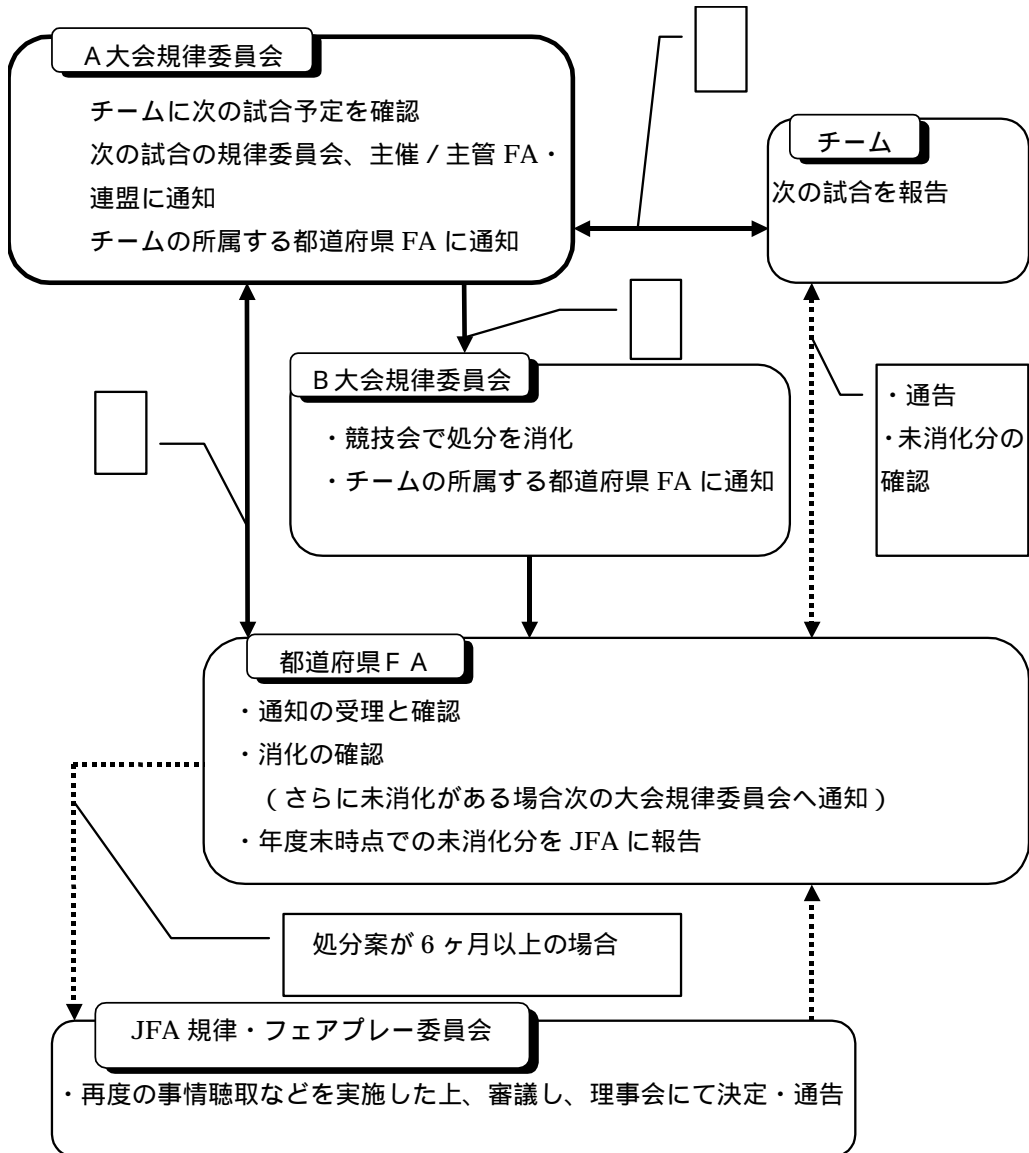 A大会規律委員会
チームに次の試合予定を確認
次の試合の規律委員会、主催 / 主管 FA・
連盟に通知
チームの所属する都道府県 FA に通知
チーム
次の試合を報告
B大会規律委員会
・競技会で処分を消化
・チームの所属する都道府県 FA に通知
・通告
・未消化分の
確認
都道府県FA
・通知の受理と確認
・消化の確認
(さらに未消化がある場合次の大会規律委員会へ通知)
・年度末時点での未消化分を JFA に報告
処分案が 6 ヶ月以上の場合
JFA 規律・フェアプレー委員会
・再度の事情聴取などを実施した上、審議し、理事会にて決定・通告